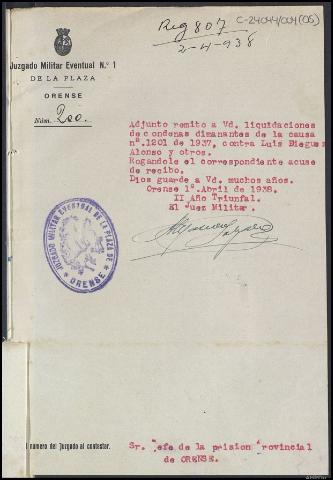 Reg 807
2-4-938
C-24044/004(05)
Juzgado Militar Eventual N.º 1
DE LA PLAZA
ORENSE
Núm. 200.
Adjunto remito a Vd. liquidaciones
de condenas dimanantes de la causa
nº.1201 de 1937, contra Luis Dieguez
Alonso y otros.
Rogandole el correspondiente acuse
de recibo.
Dios guarde a Vd. muchos años.
Orense 1º.Abril de 1938.
II Año Triunfal.
El Juez Militar.
JUZGADO MILITAR EVENTUAL DE LA PLAZA DE
ORENSE
el numero del Juzgado al contestar.
Sr. Jefe de la prision Provincial
de ORENSE.